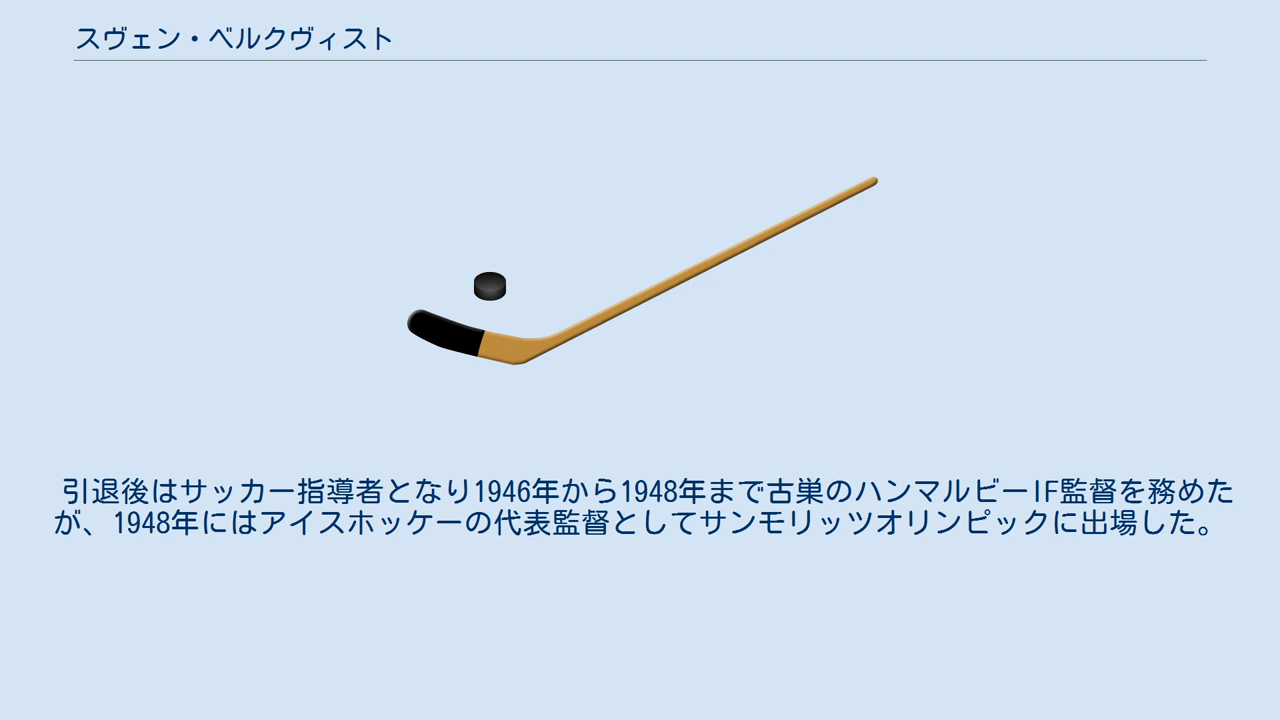 スヴェン・ベルクヴィスト
引退後はサッカー指導者となり1946年から1948年まで古巣のハンマルビーIF監督を務めた
が、1948年にはアイスホッケーの代表監督としてサンモリッツオリンピックに出場した。